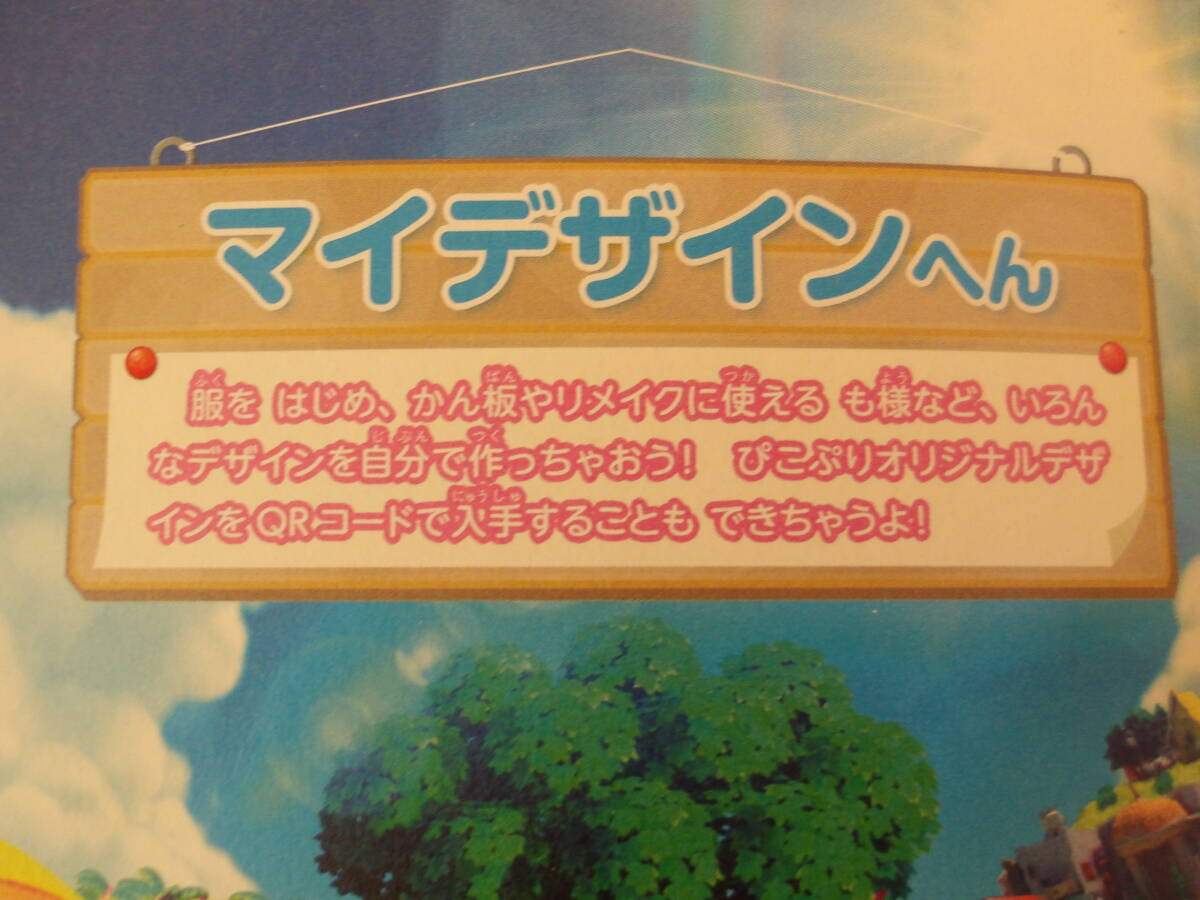 マイデザインへん
服を はじめ、かん板やリメイクに使える も様など、いろん
なデザインを自分で作っちゃおう! ぴこぷりオリジナルデザ
インをQRコードで入手することも できちゃうよ!